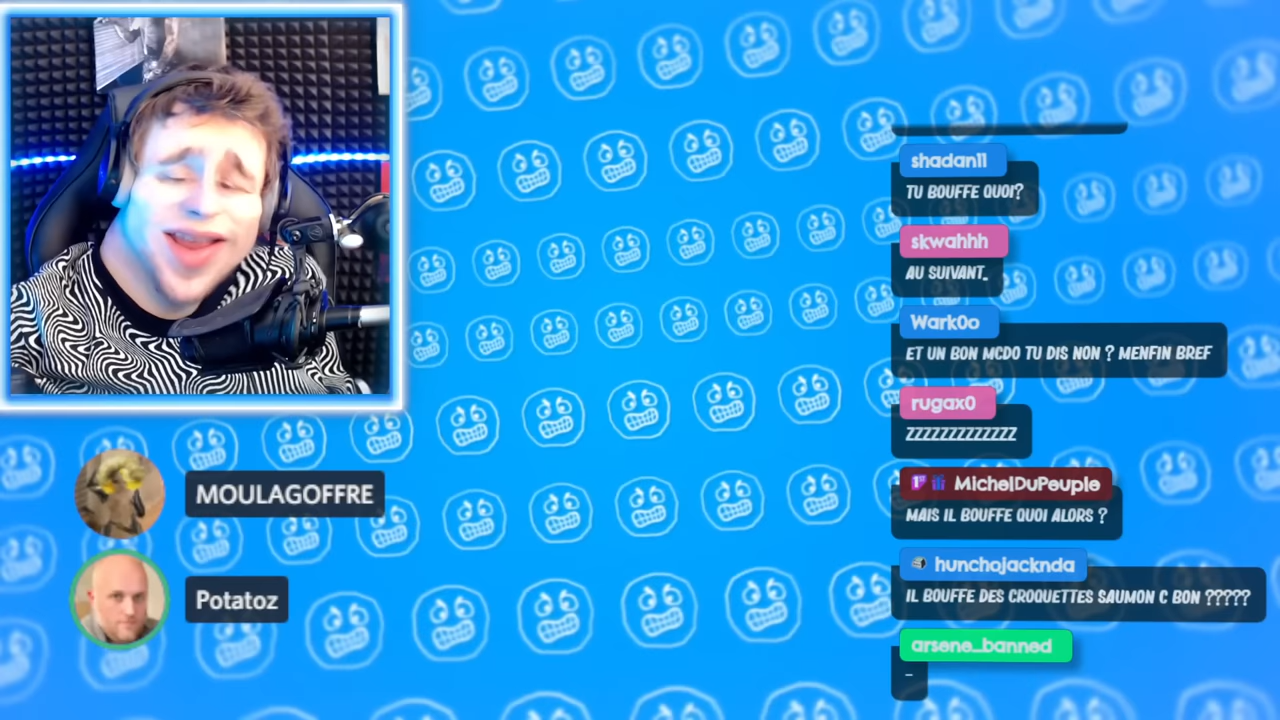 MOULAGOFFRE
Potatoz
shadan11
TU BOUFFE QUOI?
skwahhh
AU SUIVANT_
Wark0o
ET UN BON MCDO TU DIS NON ? MENFIN BREF
rugax0
ZZZZZZZZZZZZZ
MichelDuPeuple
MAIS IL BOUFFE QUOI ALORS ?
hunchojacknda
IL BOUFFE DES CROQUETTES SAUMON C BON ?????
arsene_banned
-